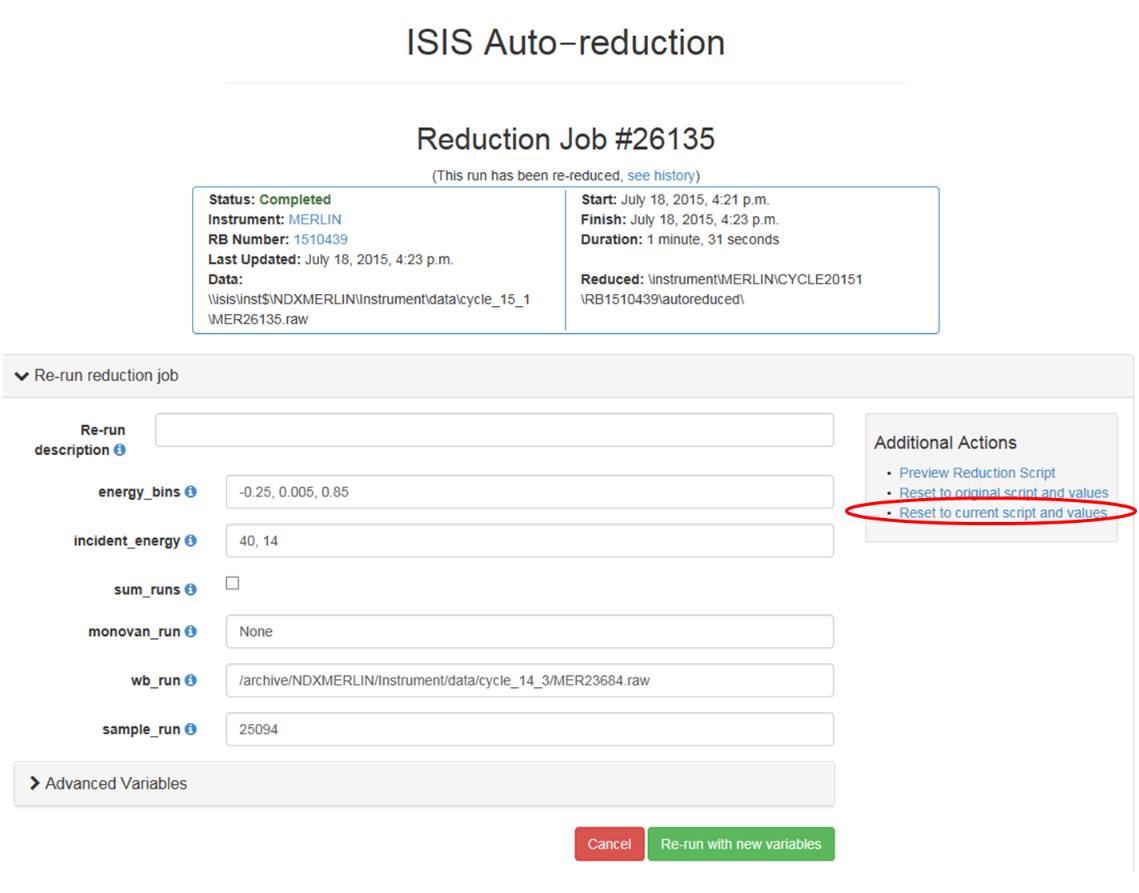 ISIS Auto-reduction
Reduction Job #26135
(This run has been re-reduced, see history)
Status: Completed
Instrument: MERLIN
RB Number: 1510439
Last Updated: July 18, 2015, 4:23 p.m.
Data:
\\isis\inst$\NDXMERLIN\Instrument\data\cycle_15_1
\MER26135.raw
Start: July 18, 2015, 4:21 p.m.
Finish: July 18, 2015, 4:23 p.m.
Duration: 1 minute, 31 seconds
Reduced: \instrument\MERLIN\CYCLE20151
\RB1510439\autoreduced\
Re-run reduction job
Re-run
description
energy_bins
-0.25, 0.005, 0.85
incident_energy
40, 14
sum_runs
monovan_run
None
wb_run
/archive/NDXMERLIN/Instrument/data/cycle_14_3/MER23684.raw
sample_run
25094
Advanced Variables
Cancel
Re-run with new variables
Additional Actions
• Preview Reduction Script
• Reset to original script and values
• Reset to current script and values